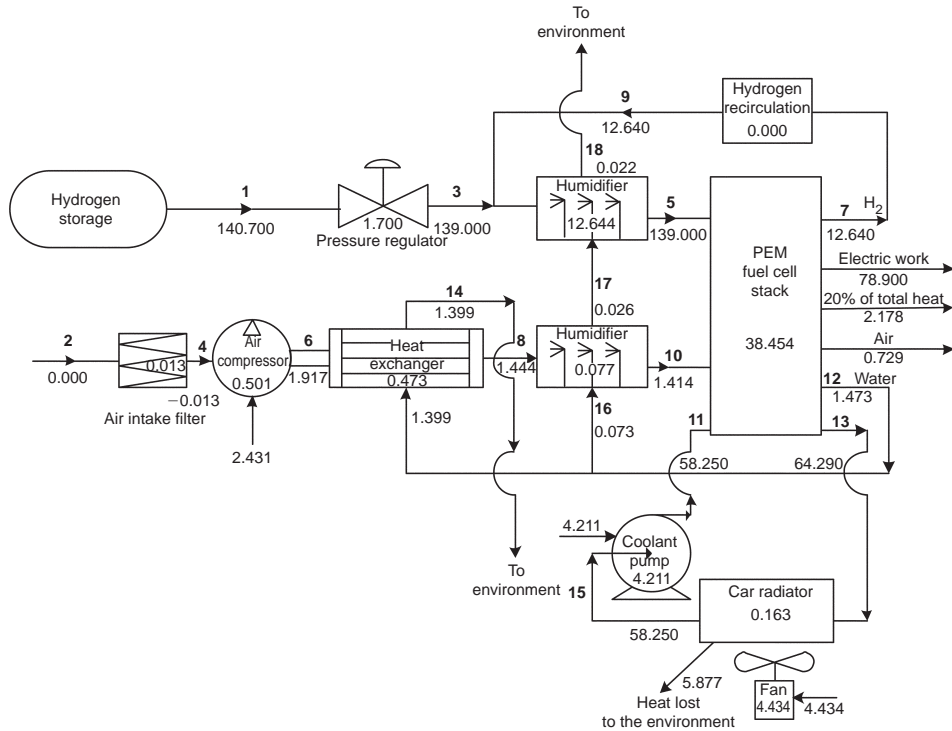 To
environment
9
12.640
Hydrogen
recirculation
0.000
18
0.022
Hydrogen
storage
1
140.700
1.700
Pressure regulator
3
139.000
Humidifier
12.644
5
139.000
PEM
fuel cell
stack
38.454
7 H2
12.640
Electric work
78.900
20% of total heat
2.178
Air
0.729
12 Water
1.473
13
17
0.026
14
1.399
2
0.000
0.013
Air intake filter
4
−0.013
Air
compressor
0.501
2.431
6
1.917
Heat
exchanger
0.473
1.399
8
1.444
Humidifier
0.077
10
1.414
16
0.073
11
58.250
64.290
To
environment
4.211
Coolant
pump
4.211
15
58.250
Car radiator
0.163
5.877
Heat lost
to the environment
Fan
4.434
4.434